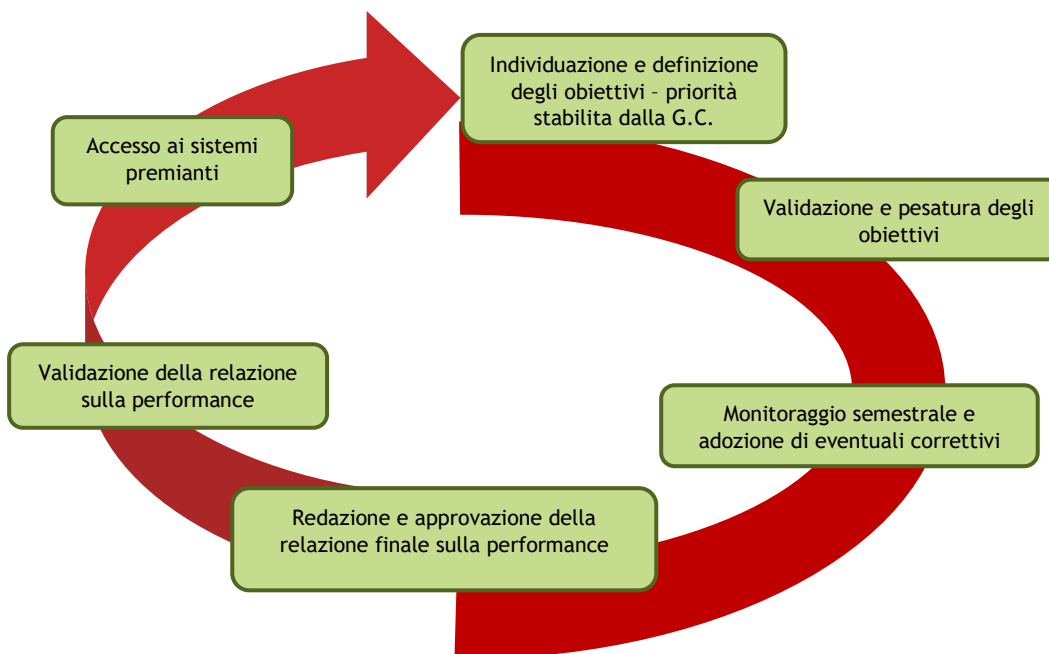 Individuazione e definizione
degli obiettivi – priorità
stabilita dalla G.C.
Validazione e pesatura degli
obiettivi
Monitoraggio semestrale e
adozione di eventuali correttivi
Redazione e approvazione della
relazione finale sulla performance
Validazione della relazione
sulla performance
Accesso ai sistemi
premianti